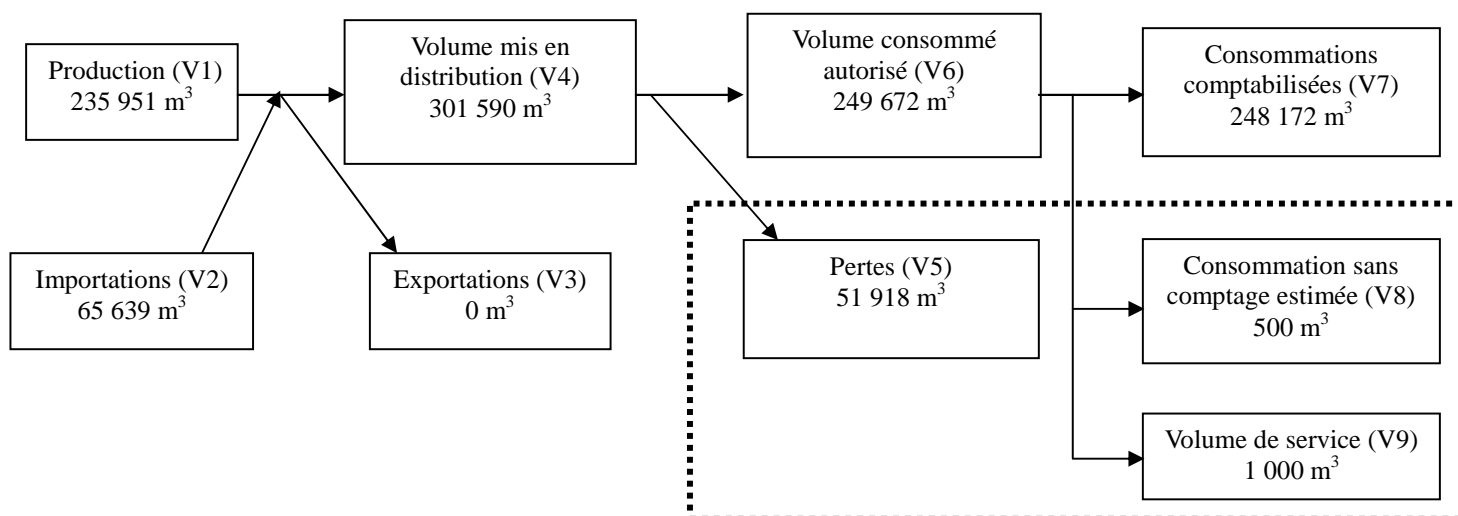 Production (V1)
235 951 m³
Volume mis en
distribution (V4)
301 590 m³
Volume consommé
autorisé (V6)
249 672 m³
Consommations
comptabilisées (V7)
248 172 m³
Importations (V2)
65 639 m³
Exportations (V3)
0 m³
Pertes (V5)
51 918 m³
Consommation sans
comptage estimée (V8)
500 m³
Volume de service (V9)
1 000 m³